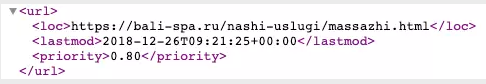 ▼<url>
<loc>https://bali-spa.ru/nashi-uslugi/massazhi.html</loc>
<lastmod>2018-12-26T09:21:25+00:00</lastmod>
<priority>0.80</priority>
</url>